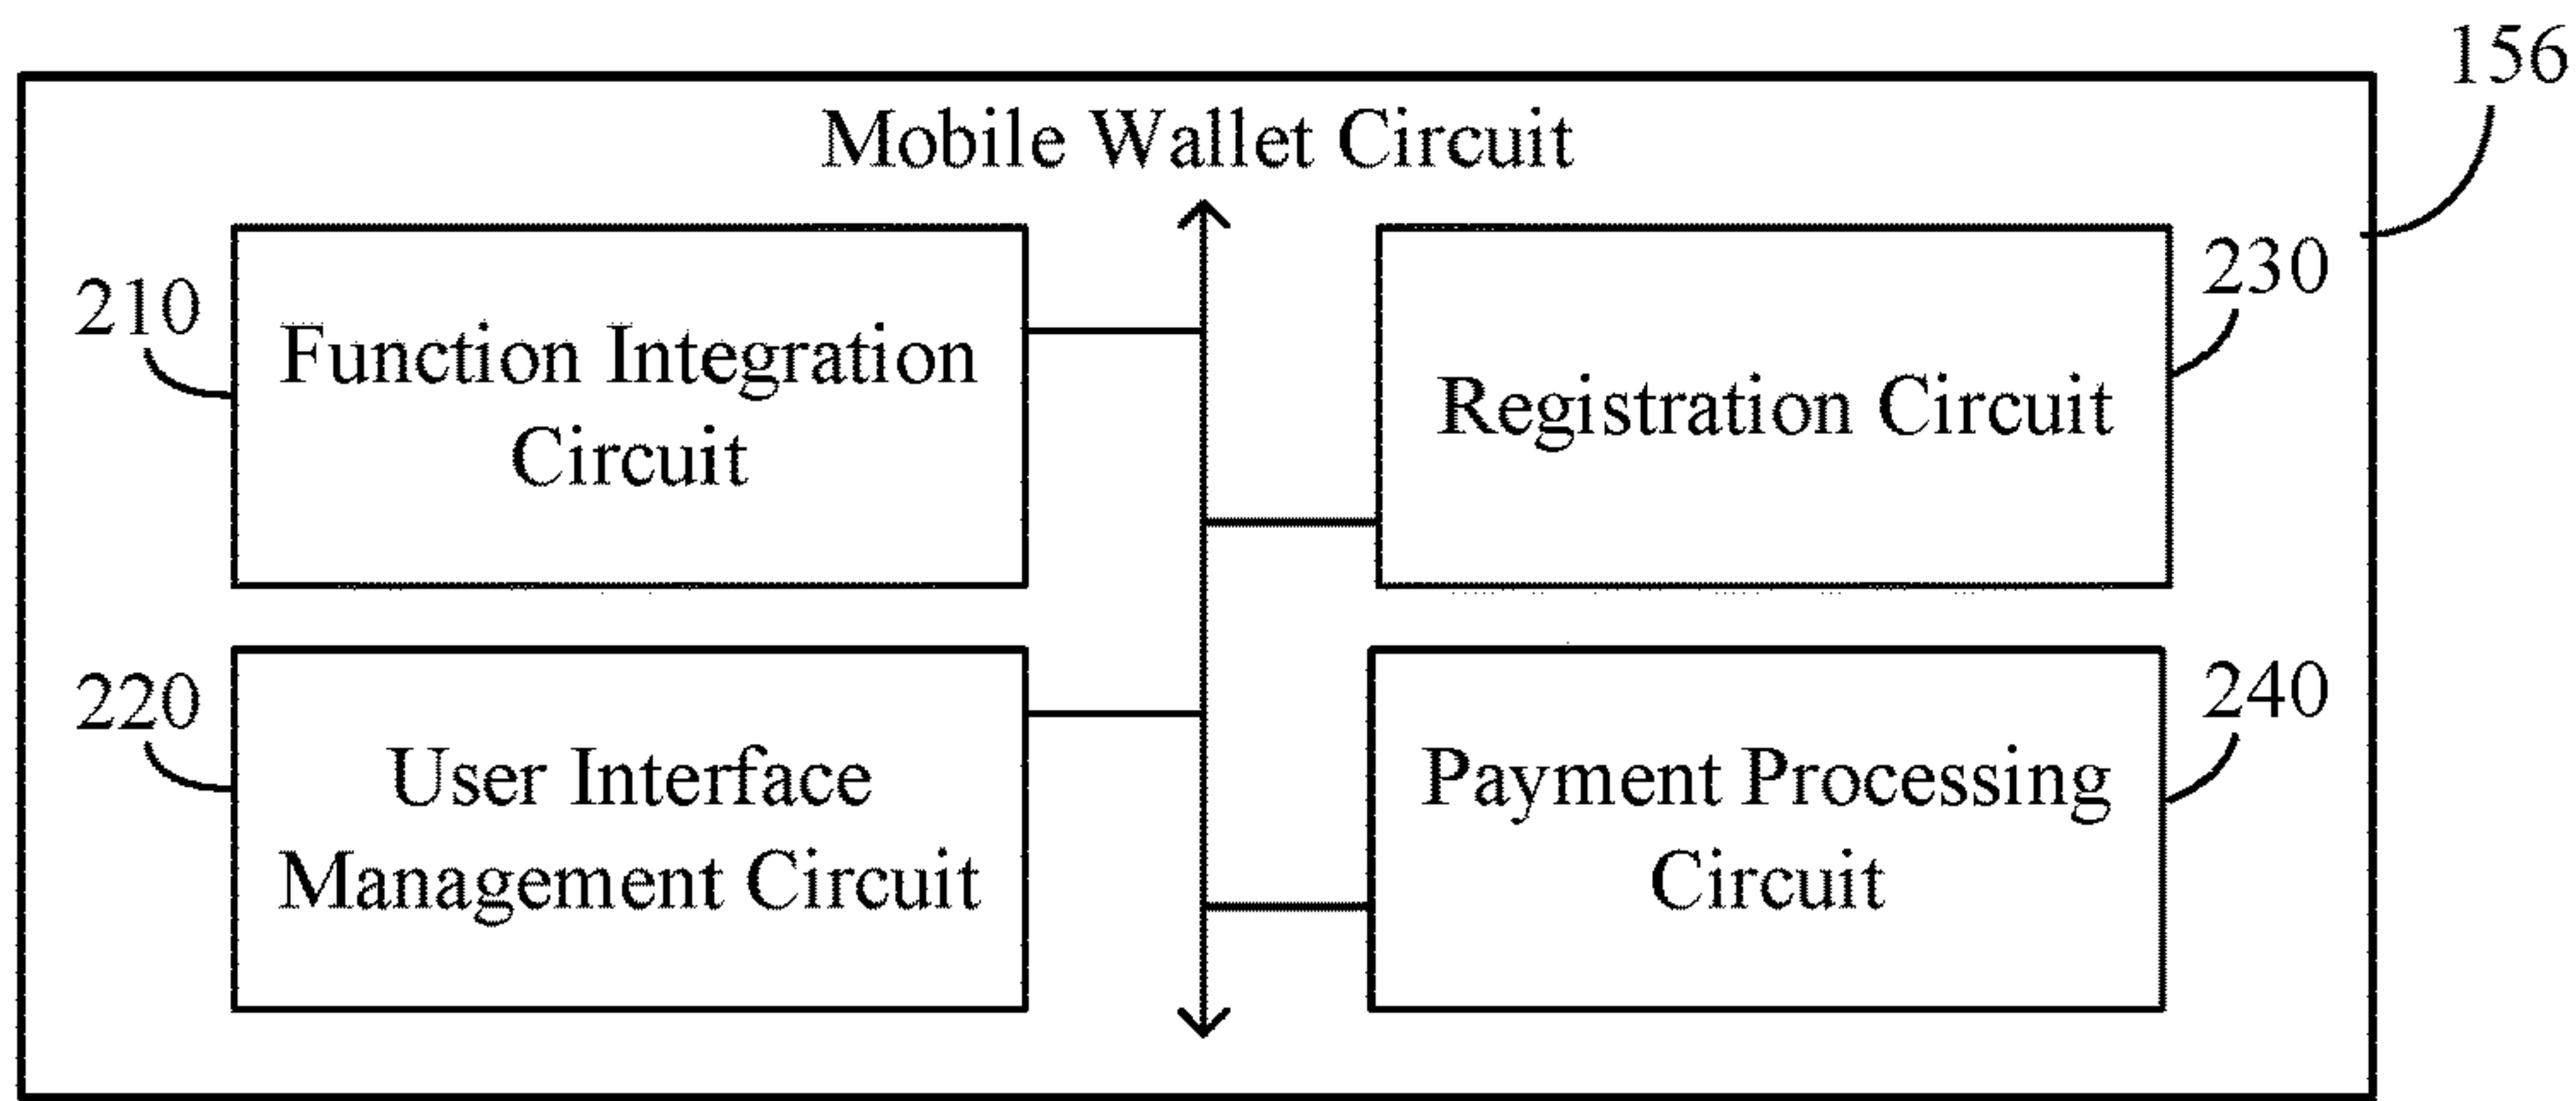 156
Mobile Wallet Circuit
210
Function Integration
Circuit
230
Registration Circuit
220
User Interface
Management Circuit
240
Payment Processing
Circuit